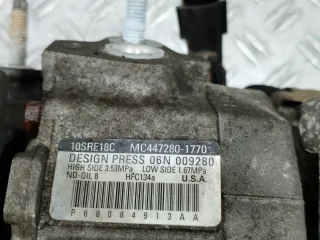 10SRE18C MC447280-1770
DESIGN PRESS 06N 009280
HIGH SIDE 3.53MPa LOW SIDE 1.67MPa
ND-OIL 8 HFC134a U.S.A.
P68084913AA